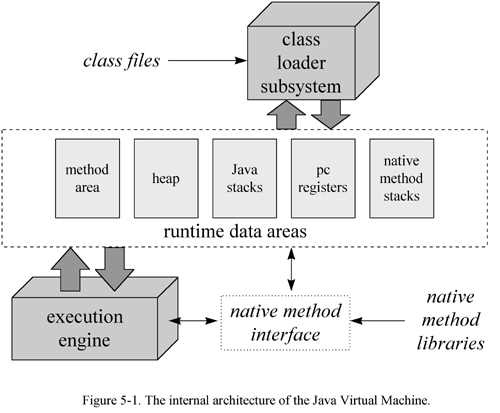 class
loader
subsystem
class files
method
area
heap
Java
stacks
pc
registers
native
method
stacks
runtime data areas
execution
engine
native method
interface
native
method
libraries
Figure 5-1. The internal architecture of the Java Virtual Machine.